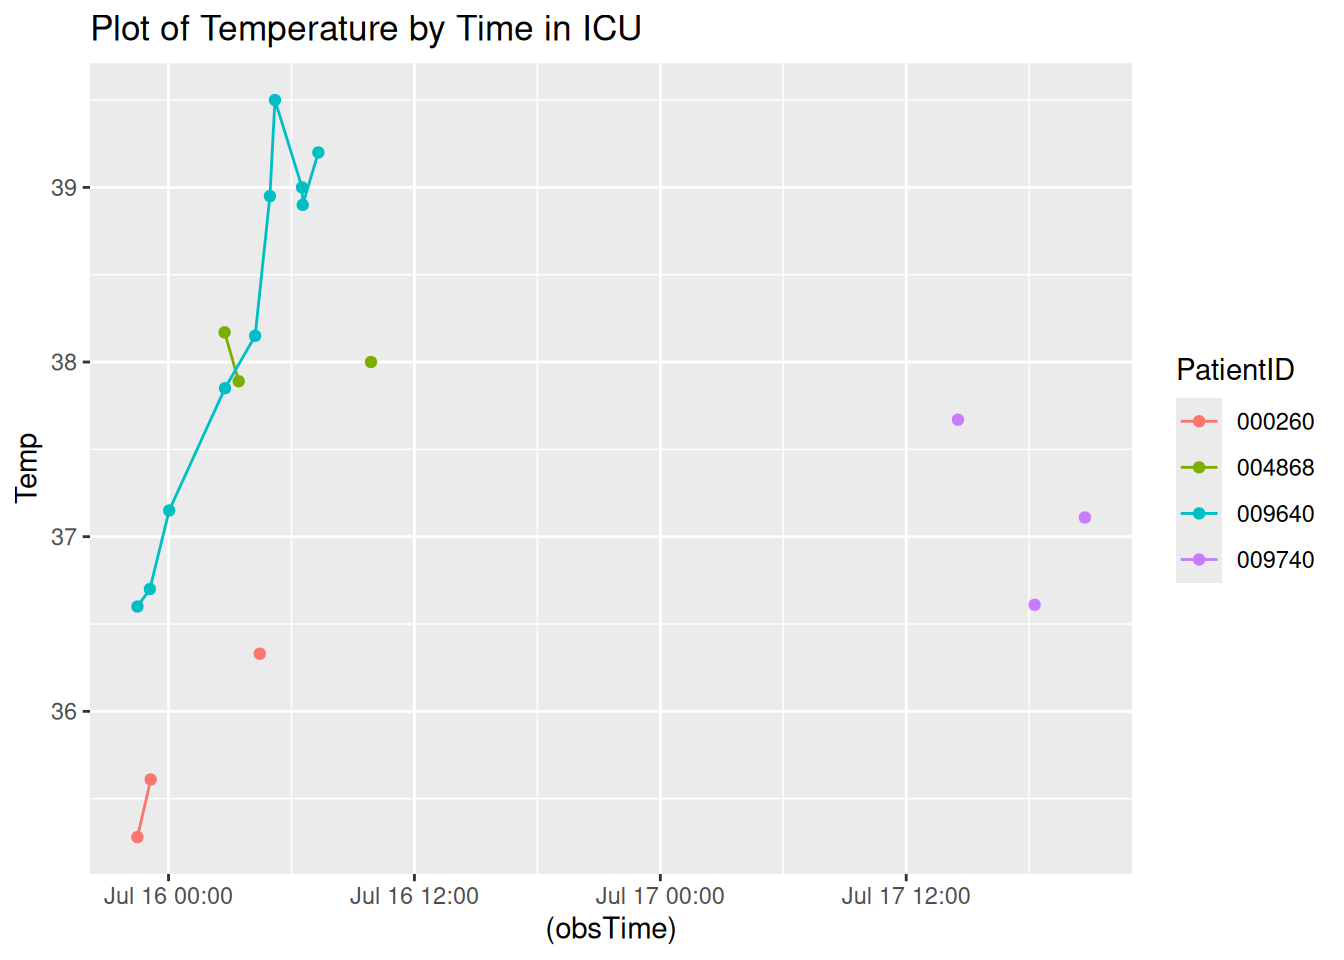 Plot of Temperature by Time in ICU
39
38
37
36
Temp
Jul 16 00:00
Jul 16 12:00
Jul 17 00:00
Jul 17 12:00
(obsTime)
PatientID
000260
004868
009640
009740